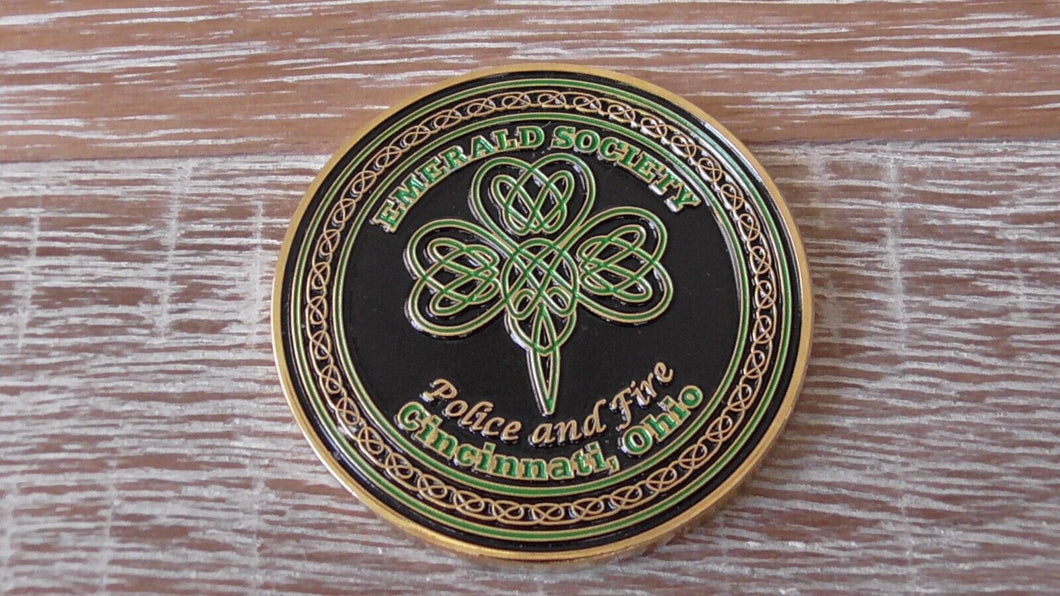 EMERALD SOCIETY
Police and Fire
Cincinnati, Ohio